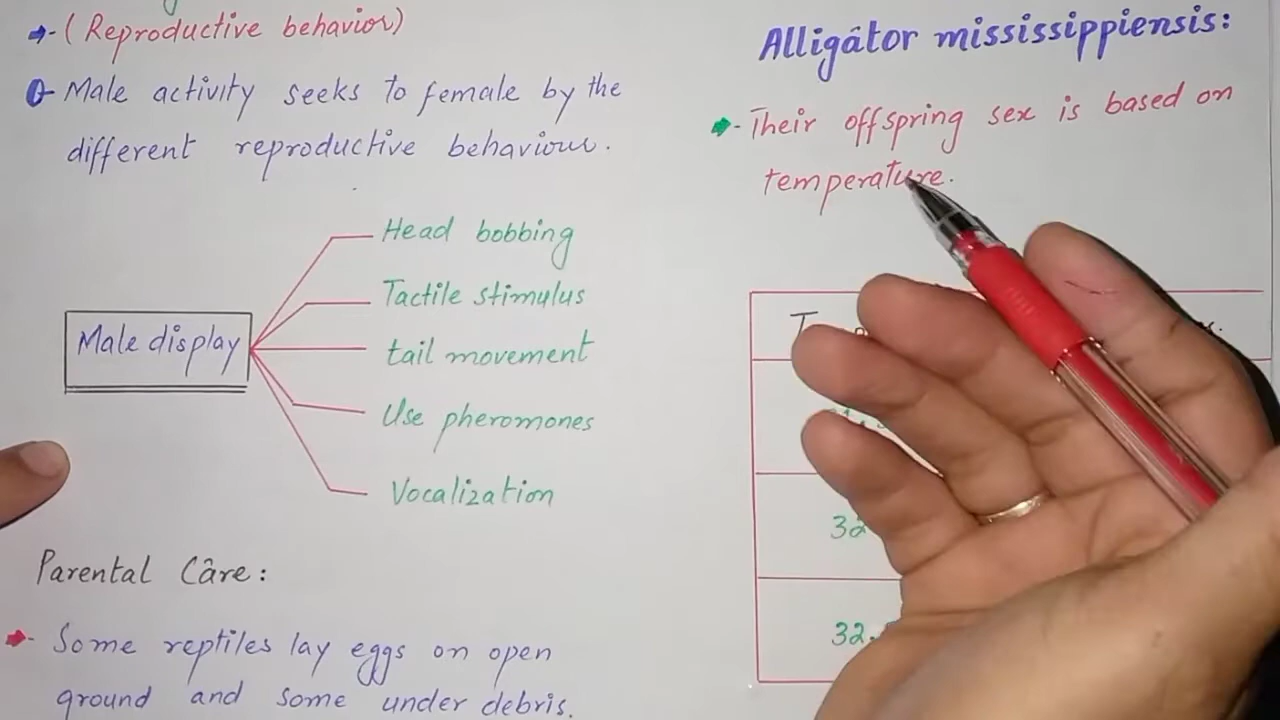 (Reproductive behavior)
Male activity seeks to female by the
different reproductive behaviour.
Male display
Head bobbing
Tactile stimulus
tail movement
Use pheromones
Vocalization
Parental Care:
Some reptiles lay eggs on open
ground and some under debris.
Alligator mississippiensis:
Their offspring sex is based on
temperature.